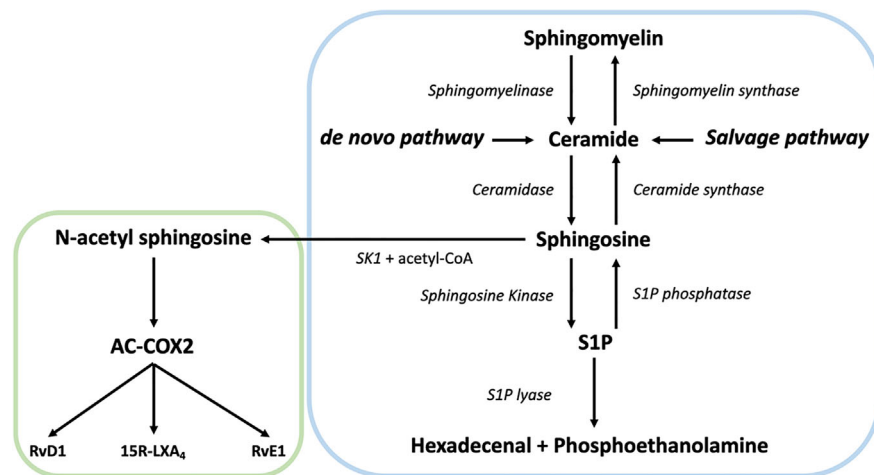 Sphingomyelin
Sphingomyelinase
Sphingomyelin synthase
de novo pathway
Ceramide
Salvage pathway
Ceramidase
Ceramide synthase
N-acetyl sphingosine
Sphingosine
SK1 + acetyl-CoA
Sphingosine Kinase
S1P phosphatase
AC-COX2
S1P
S1P lyase
RvD1
15R-LXA₄
RvE1
Hexadecenal + Phosphoethanolamine